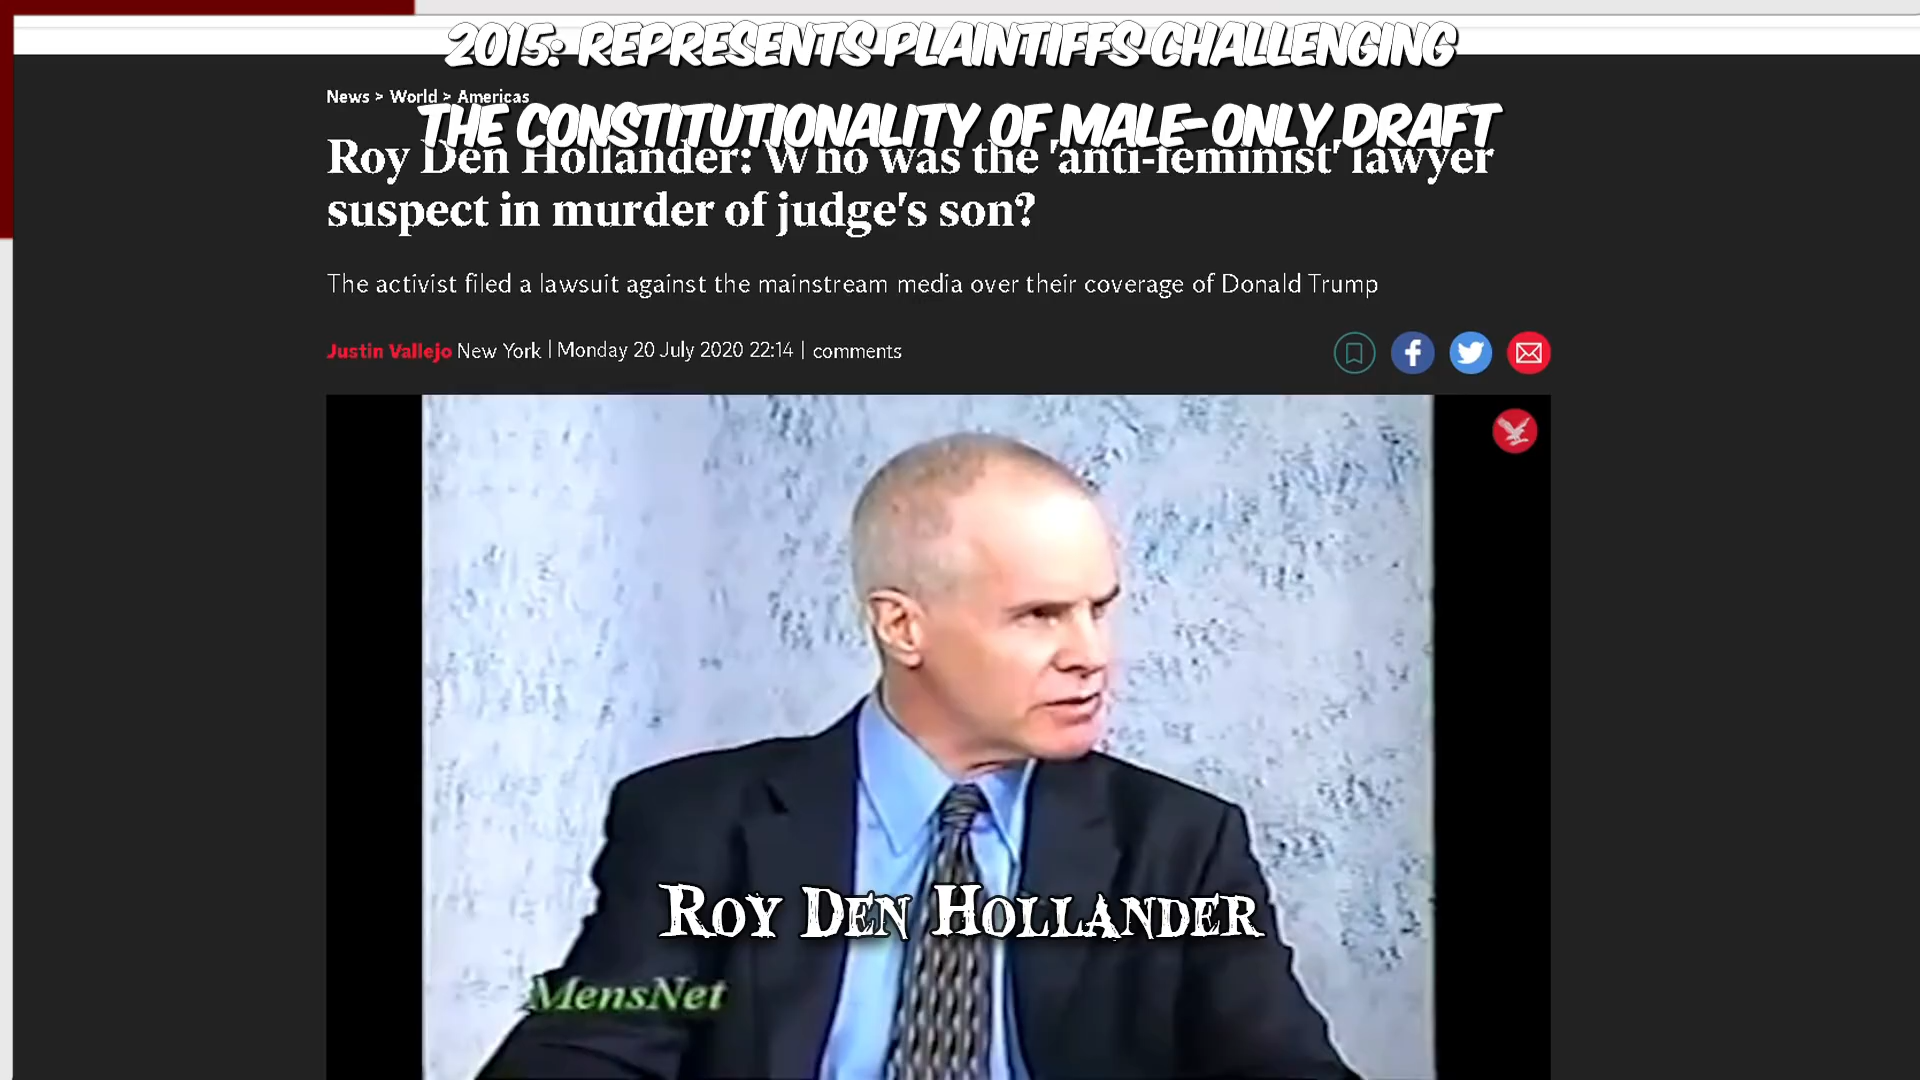 2015: REPRESENTS PLAINTIFFS CHALLENGING
THE CONSTITUTIONALITY OF MALE-ONLY DRAFT
News > World > Americas
Roy Den Hollander: Who was the 'anti-feminist' lawyer
suspect in murder of judge's son?
The activist filed a lawsuit against the mainstream media over their coverage of Donald Trump
Justin Vallejo New York | Monday 20 July 2020 22:14 | comments
ROY DEN HOLLANDER
MensNet